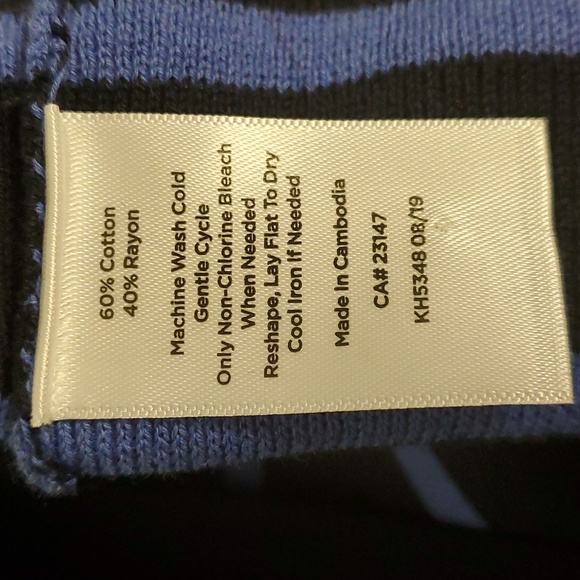 60% Cotton
40% Rayon
Machine Wash Cold
Gentle Cycle
Only Non-Chlorine Bleach
When Needed
Reshape, Lay Flat To Dry
Cool Iron If Needed
Made In Cambodia
CA# 23147
KH5348 08/19